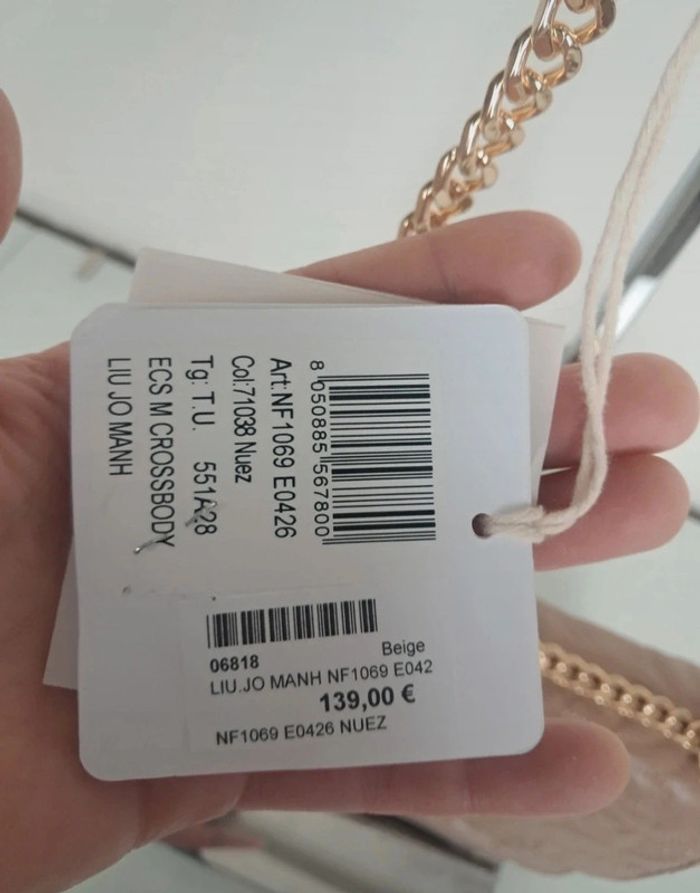 8 050885 567800
Art:NF1069 E0426
Col:71038 Nuez
Tg: T.U. 551A28
ECS M CROSSBODY
LIU JO MANH
06818 Beige
LIU.JO MANH NF1069 E042
139,00 €
NF1069 E0426 NUEZ